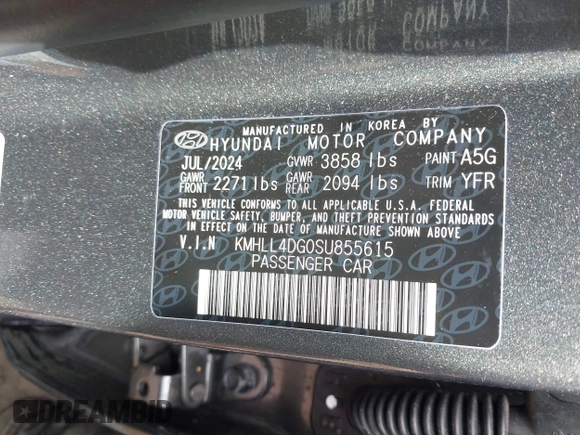 MANUFACTURED IN KOREA BY
HYUNDAI MOTOR COMPANY
JUL/2024 GVWR 3858 lbs PAINT A5G
GAWR FRONT 2271 lbs GAWR REAR 2094 lbs TRIM YFR
THIS VEHICLE CONFORMS TO ALL APPLICABLE U.S.A. FEDERAL
MOTOR VEHICLE SAFETY, BUMPER, AND THEFT PREVENTION STANDARDS
IN EFFECT ON THE DATE OF MANUFACTURE SHOWN ABOVE
V.I.N KMHLL4DG0SU855615
PASSENGER CAR
DREAMBID